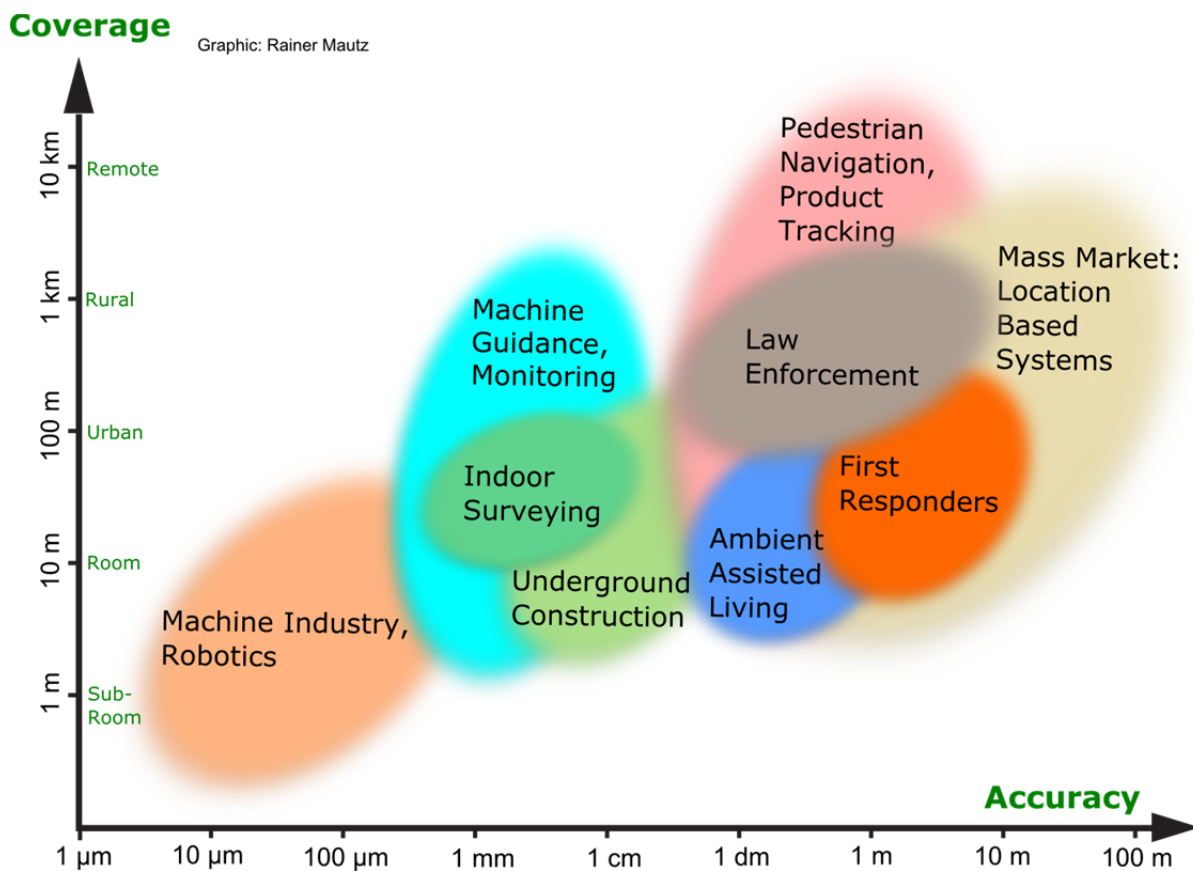 Coverage
Graphic: Rainer Mautz
10 km
Remote
1 km
Rural
100 m
Urban
10 m
Room
1 m
Sub-
Room
Pedestrian
Navigation,
Product
Tracking
Mass Market:
Location
Based
Systems
Machine
Guidance,
Monitoring
Law
Enforcement
Indoor
Surveying
First
Responders
Ambient
Assisted
Living
Underground
Construction
Machine Industry,
Robotics
Accuracy
1 µm
10 µm
100 µm
1 mm
1 cm
1 dm
1 m
10 m
100 m